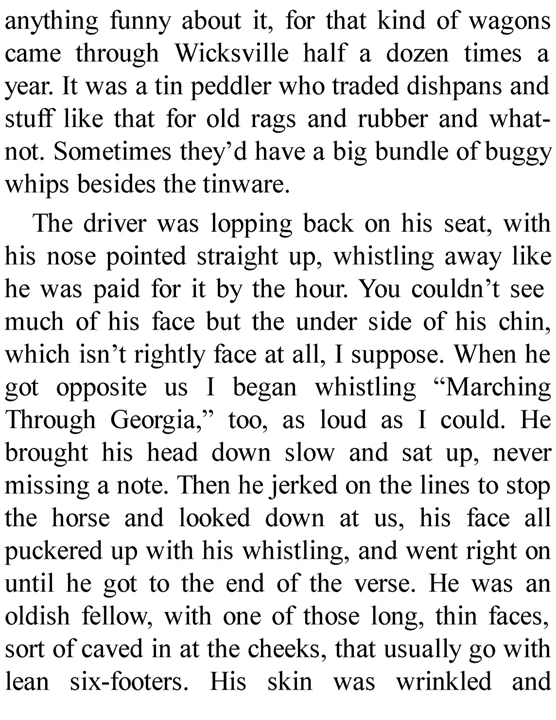 anything funny about it, for that kind of wagons
came through Wicksville half a dozen times a
year. It was a tin peddler who traded dishpans and
stuff like that for old rags and rubber and what-
not. Sometimes they’d have a big bundle of buggy
whips besides the tinware.
The driver was lopping back on his seat, with
his nose pointed straight up, whistling away like
he was paid for it by the hour. You couldn’t see
much of his face but the under side of his chin,
which isn’t rightly face at all, I suppose. When he
got opposite us I began whistling “Marching
Through Georgia,” too, as loud as I could. He
brought his head down slow and sat up, never
missing a note. Then he jerked on the lines to stop
the horse and looked down at us, his face all
puckered up with his whistling, and went right on
until he got to the end of the verse. He was an
oldish fellow, with one of those long, thin faces,
sort of caved in at the cheeks, that usually go with
lean six-footers. His skin was wrinkled and